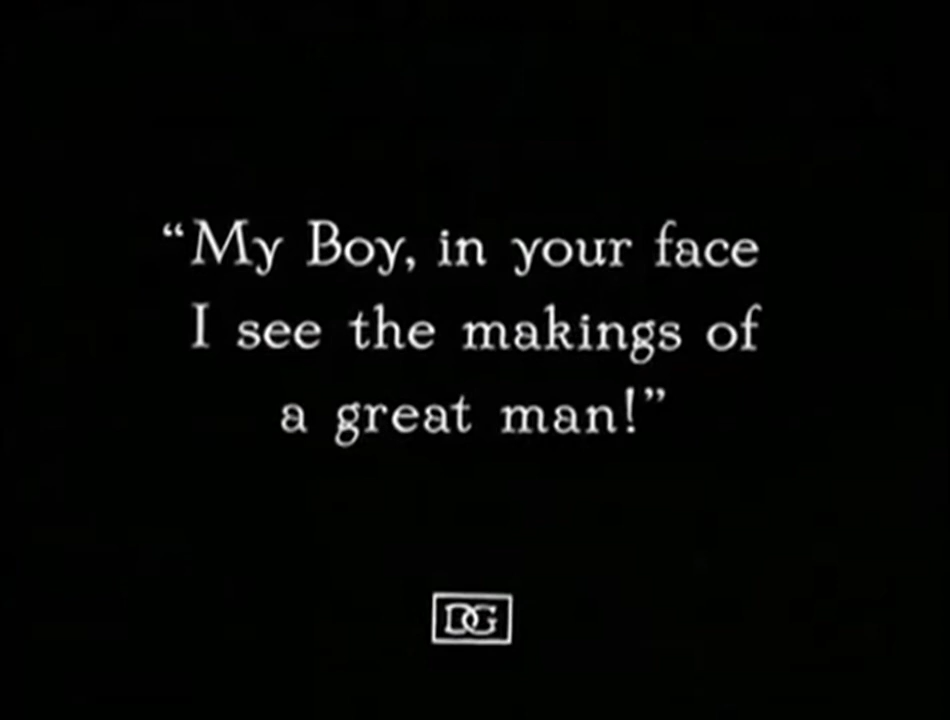 “My Boy, in your face
I see the makings of
a great man!”
DG